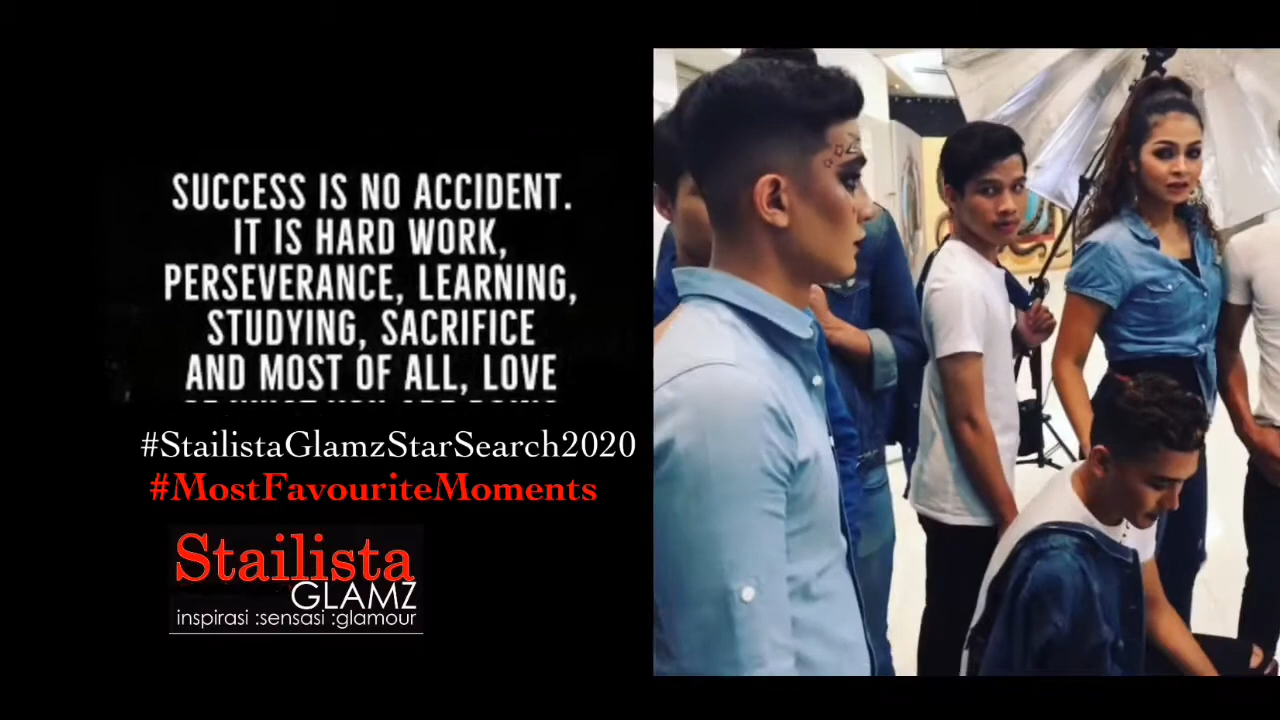 SUCCESS IS NO ACCIDENT.
IT IS HARD WORK,
PERSEVERANCE, LEARNING,
STUDYING, SACRIFICE
AND MOST OF ALL, LOVE
#StailistaGlamzStarSearch2020
#MostFavouriteMoments
Stailista
GLAMZ
inspirasi :sensasi :glamour